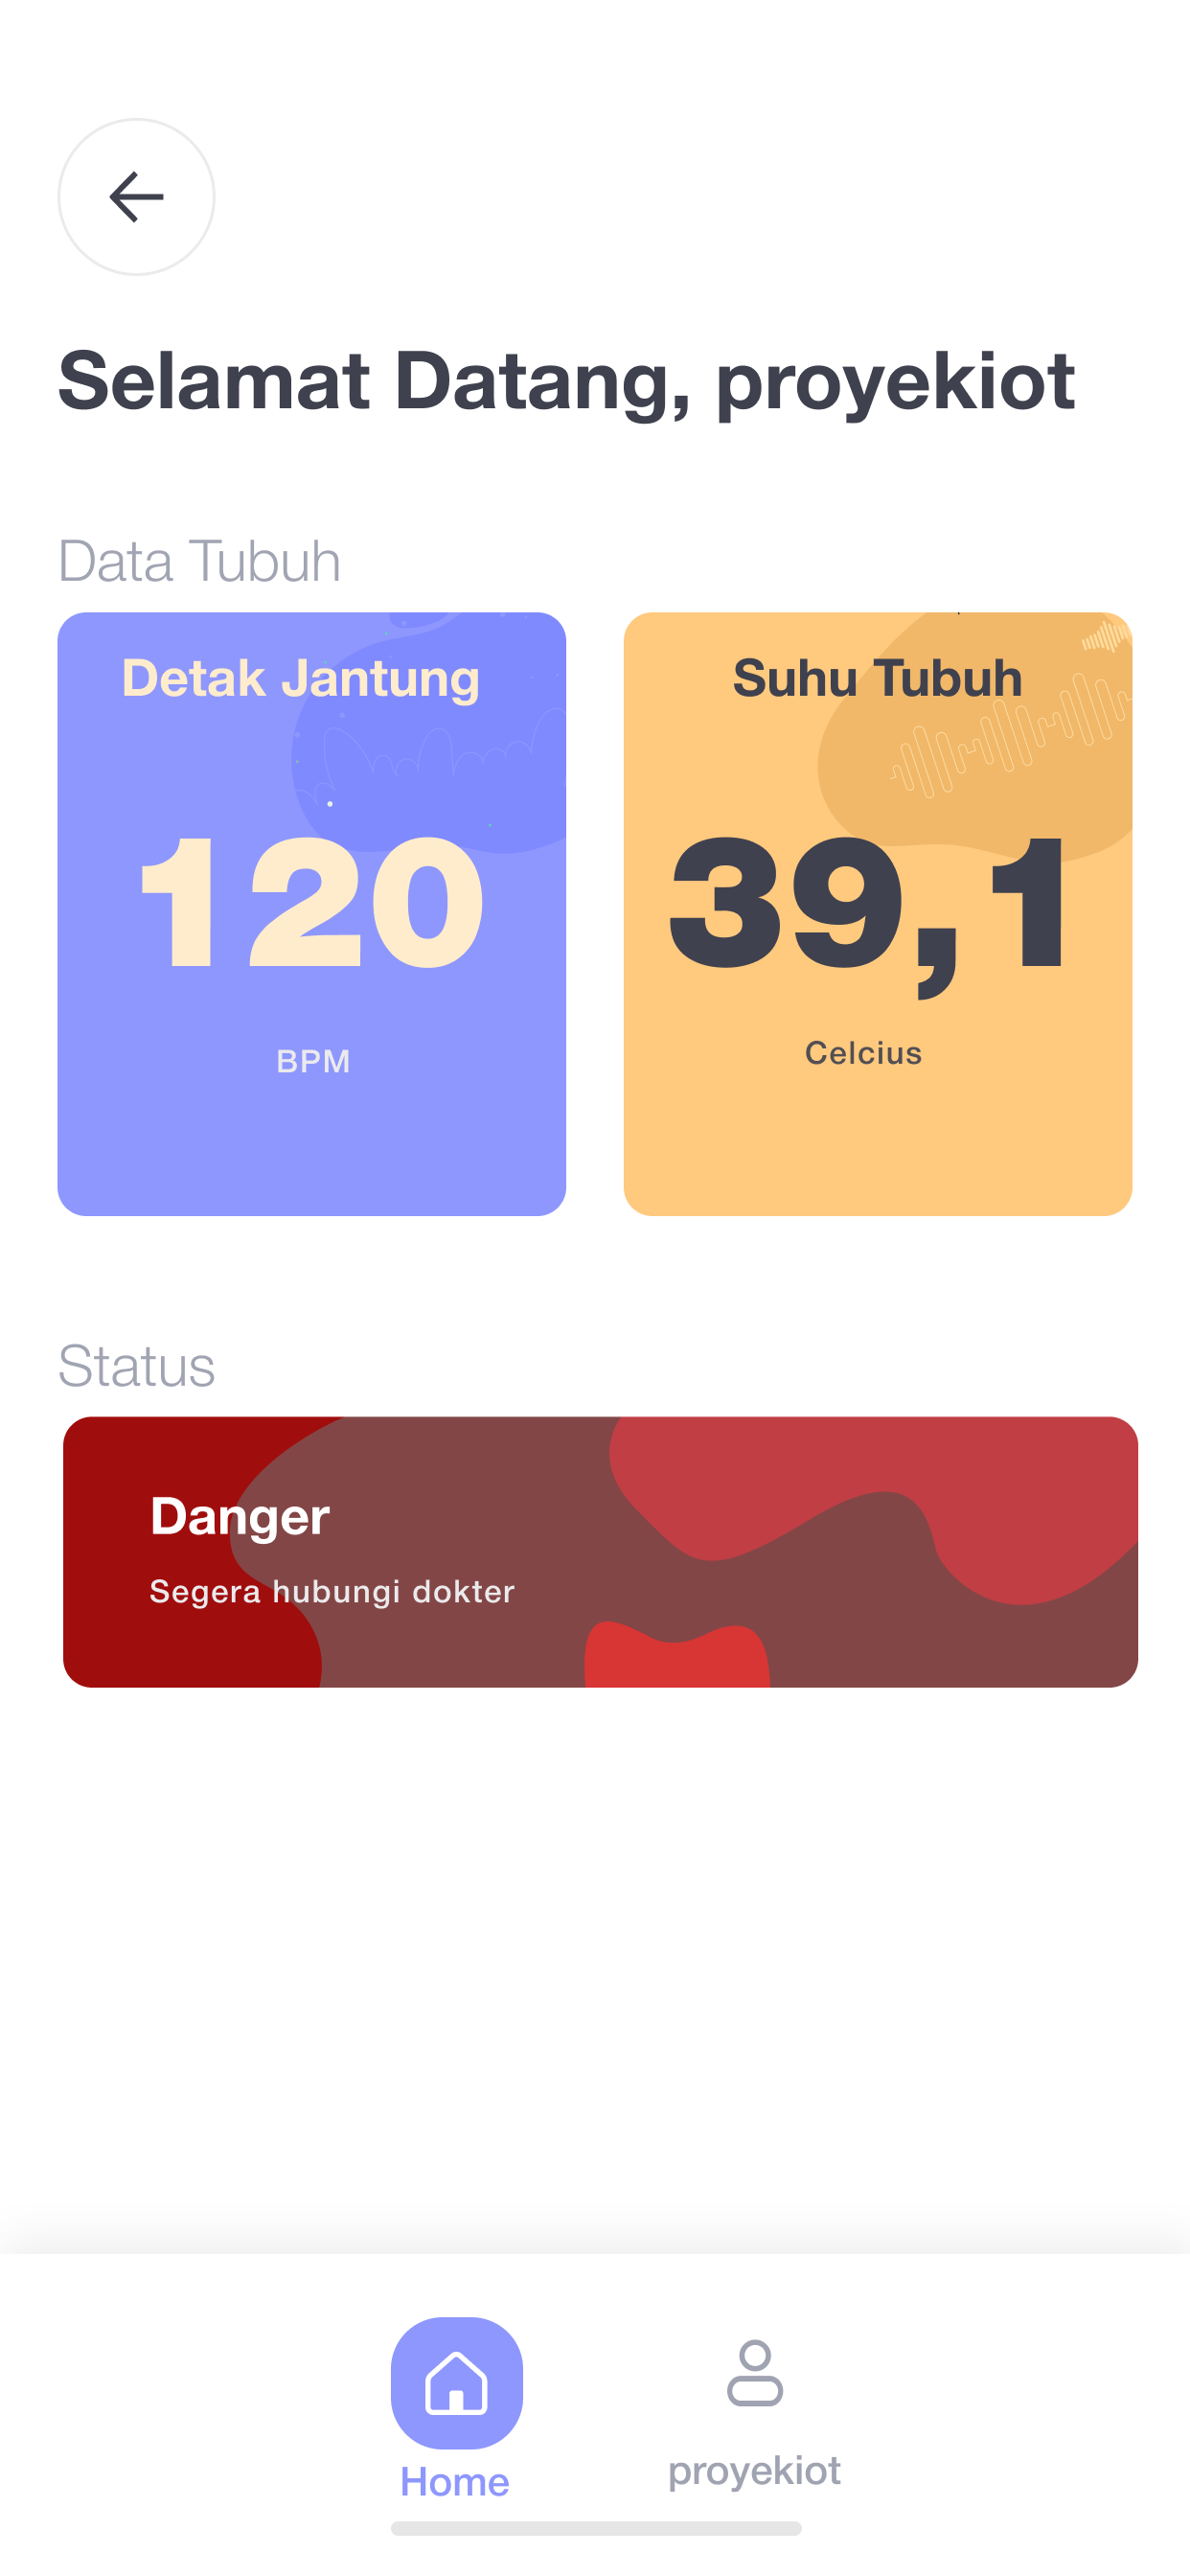 Selamat Datang, proyekiot
Data Tubuh
Detak Jantung
120
BPM
Suhu Tubuh
39,1
Celcius
Status
Danger
Segera hubungi dokter
Home
proyekiot